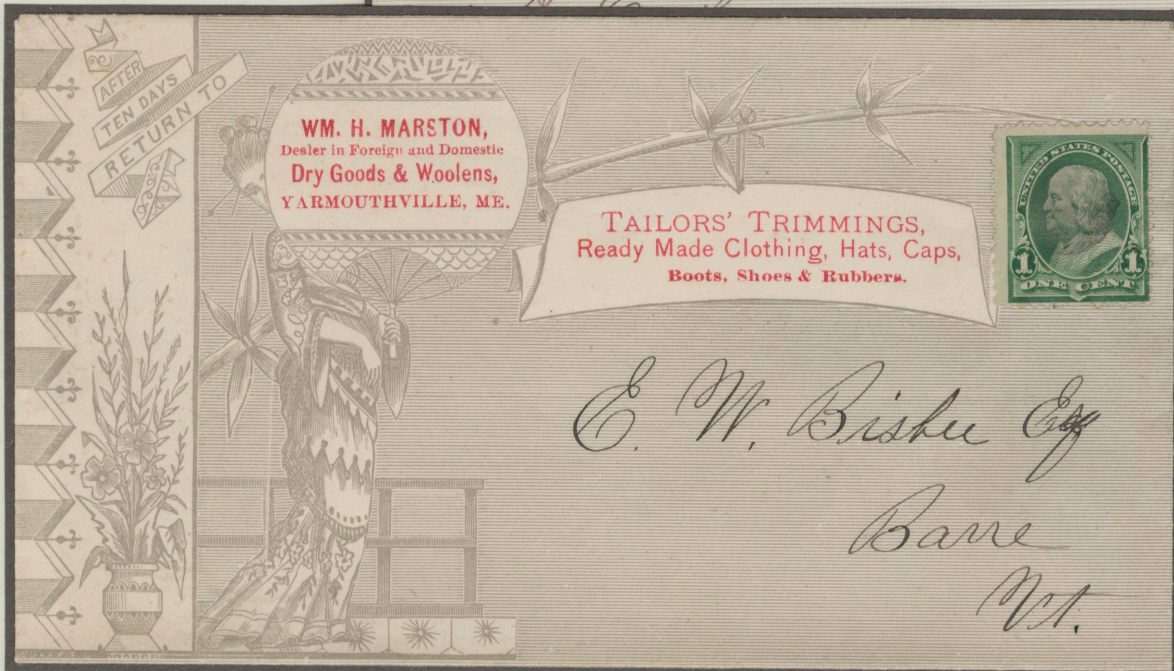 AFTER
TEN DAYS
RETURN TO
WM. H. MARSTON,
Dealer in Foreign and Domestic
Dry Goods & Woolens,
YARMOUTHVILLE, ME.
TAILORS' TRIMMINGS,
Ready Made Clothing, Hats, Caps,
Boots, Shoes & Rubbers.
UNITED STATES POSTAGE
1 1
ONE CENT
E. W. Bisbee Esq
Barre
Vt.